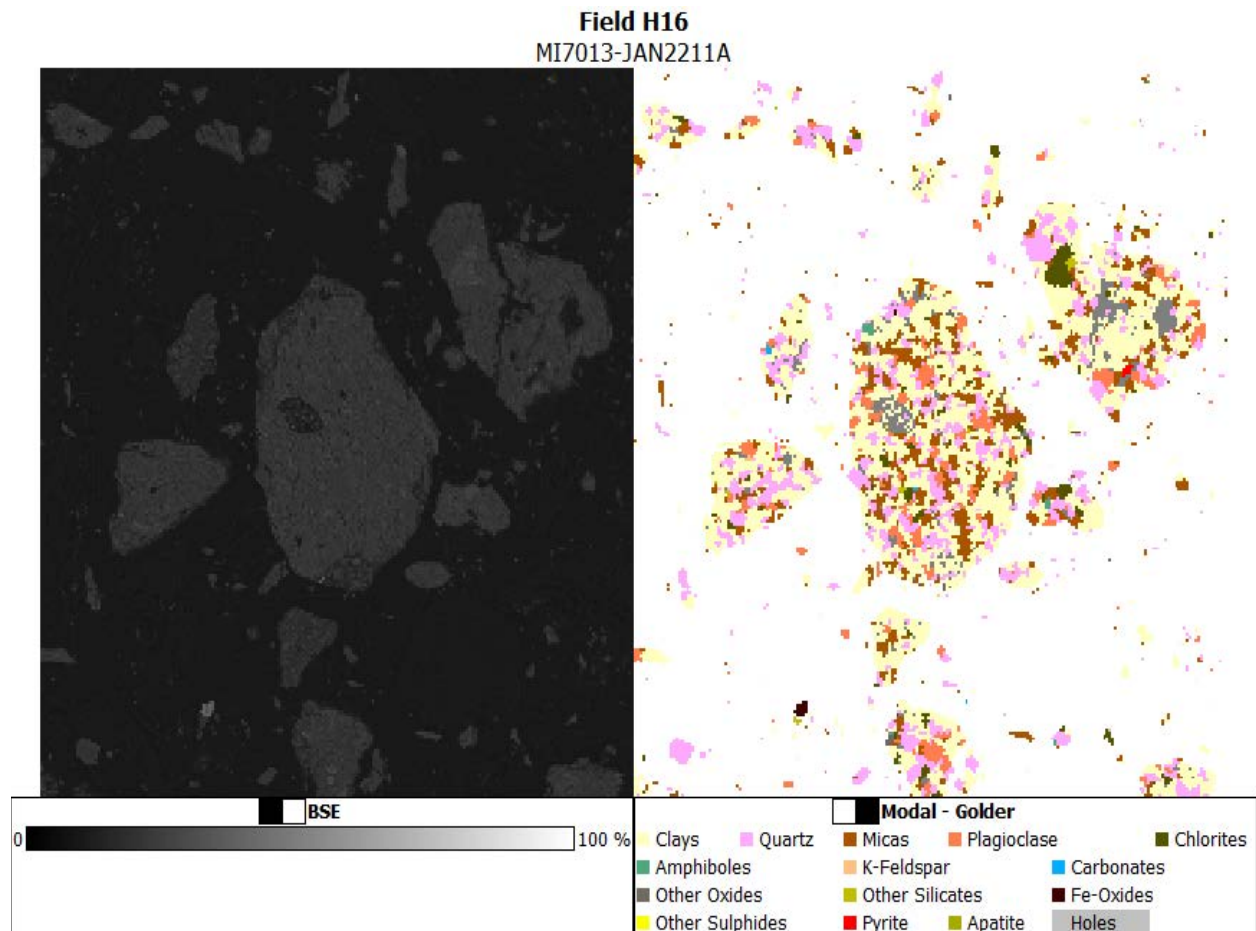 Field H16
MI7013-JAN2211A
BSE
0 100 %
Modal - Golder
Clays Quartz Micas Plagioclase Chlorites
Amphiboles K-Feldspar Carbonates
Other Oxides Other Silicates Fe-Oxides
Other Sulphides Pyrite Apatite Holes